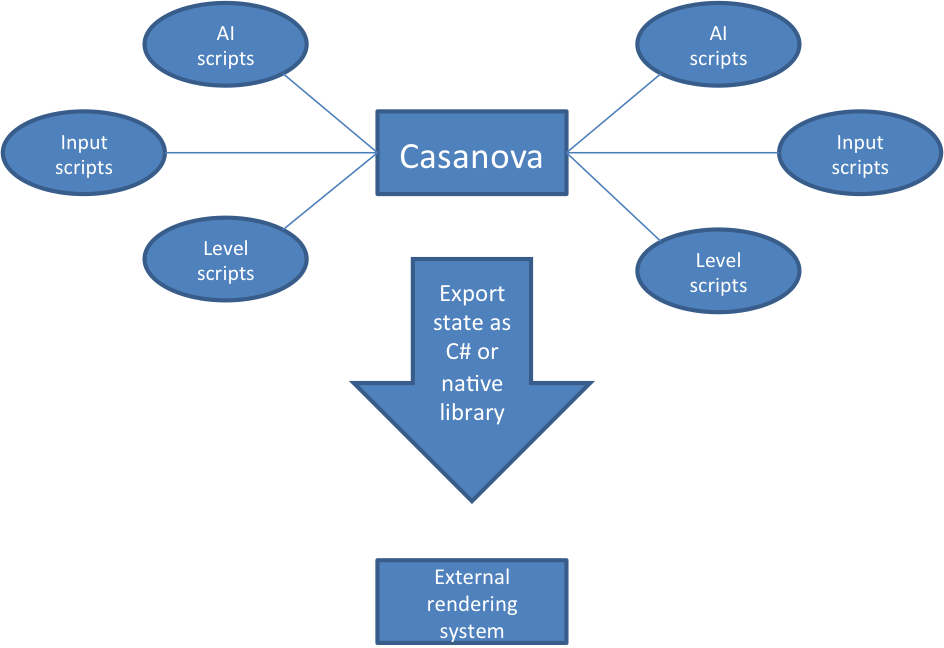 AI
scripts
AI
scripts
Input
scripts
Casanova
Input
scripts
Level
scripts
Level
scripts
Export
state as
C# or
native
library
External
rendering
system